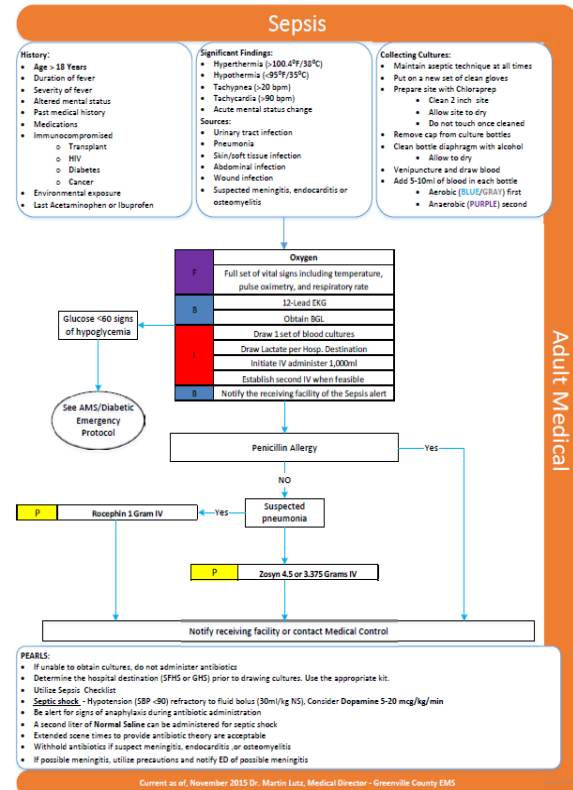 Sepsis
History:
• Age > 18 Years
• Duration of fever
• Severity of fever
• Altered mental status
• Past medical history
• Medications
• Immunocompromised
o Transplant
o HIV
o Diabetes
o Cancer
• Environmental exposure
• Last Acetaminophen or Ibuprofen
Significant Findings:
• Hyperthermia (>100.4⁰F/38⁰C)
• Hypothermia (<95⁰F/35⁰C)
• Tachypnea (>20 bpm)
• Tachycardia (>90 bpm)
• Acute mental status change
Sources:
• Urinary tract infection
• Pneumonia
• Skin/soft tissue infection
• Abdominal infection
• Wound infection
• Suspected meningitis, endocarditis or
osteomyelitis
Collecting Cultures:
• Maintain aseptic technique at all times
• Put on a new set of clean gloves
• Prepare site with Chloraprep
• Clean 2 inch site
• Allow site to dry
• Do not touch once cleaned
• Remove cap from culture bottles
• Clean bottle diaphragm with alcohol
• Allow to dry
• Venipuncture and draw blood
• Add 5-10ml of blood in each bottle
• Aerobic (BLUE/GRAY) first
• Anaerobic (PURPLE) second
F
Oxygen
Full set of vital signs including temperature,
pulse oximetry, and respiratory rate
B
12-Lead EKG
Obtain BGL
I
Draw 1 set of blood cultures
Draw Lactate per Hosp. Destination
Initiate IV administer 1,000ml
Establish second IV when feasible
B
Notify the receiving facility of the Sepsis alert
Glucose <60 signs
of hypoglycemia
See AMS/Diabetic
Emergency
Protocol
Adult Medical
Penicillin Allergy
Yes
NO
Suspected
pneumonia
Yes
P
Rocephin 1 Gram IV
P
Zosyn 4.5 or 3.375 Grams IV
Notify receiving facility or contact Medical Control
PEARLS:
• If unable to obtain cultures, do not administer antibiotics
• Determine the hospital destination (SFHS or GHS) prior to drawing cultures. Use the appropriate kit.
• Utilize Sepsis Checklist
• Septic shock - Hypotension (SBP <90) refractory to fluid bolus (30ml/kg NS), Consider Dopamine 5-20 mcg/kg/min
• Be alert for signs of anaphylaxis during antibiotic administration
• A second liter of Normal Saline can be administered for septic shock
• Extended scene times to provide antibiotic theory are acceptable
• Withhold antibiotics if suspect meningitis, endocarditis ,or osteomyelitis
• If possible meningitis, utilize precautions and notify ED of possible meningitis
Current as of, November 2015 Dr. Martin Lutz, Medical Director - Greenville County EMS